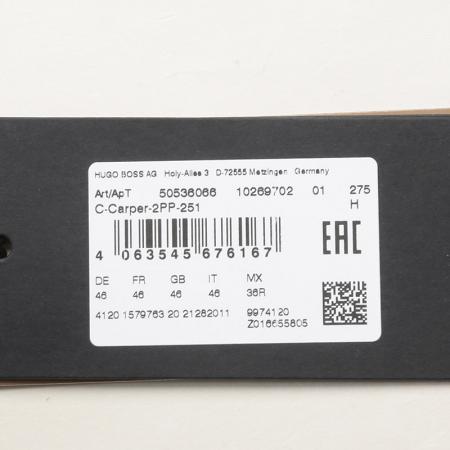 HUGO BOSS AG Holy-Allee 3 D-72555 Metzingen Germany
Art/ApT 50536066 10269702 01 275
C-Carper-2PP-251 H
4 063545 676167 EAC
DE FR GB IT MX
46 46 46 46 36R
4120 1579763 20 21282011 9974120
Z016655805